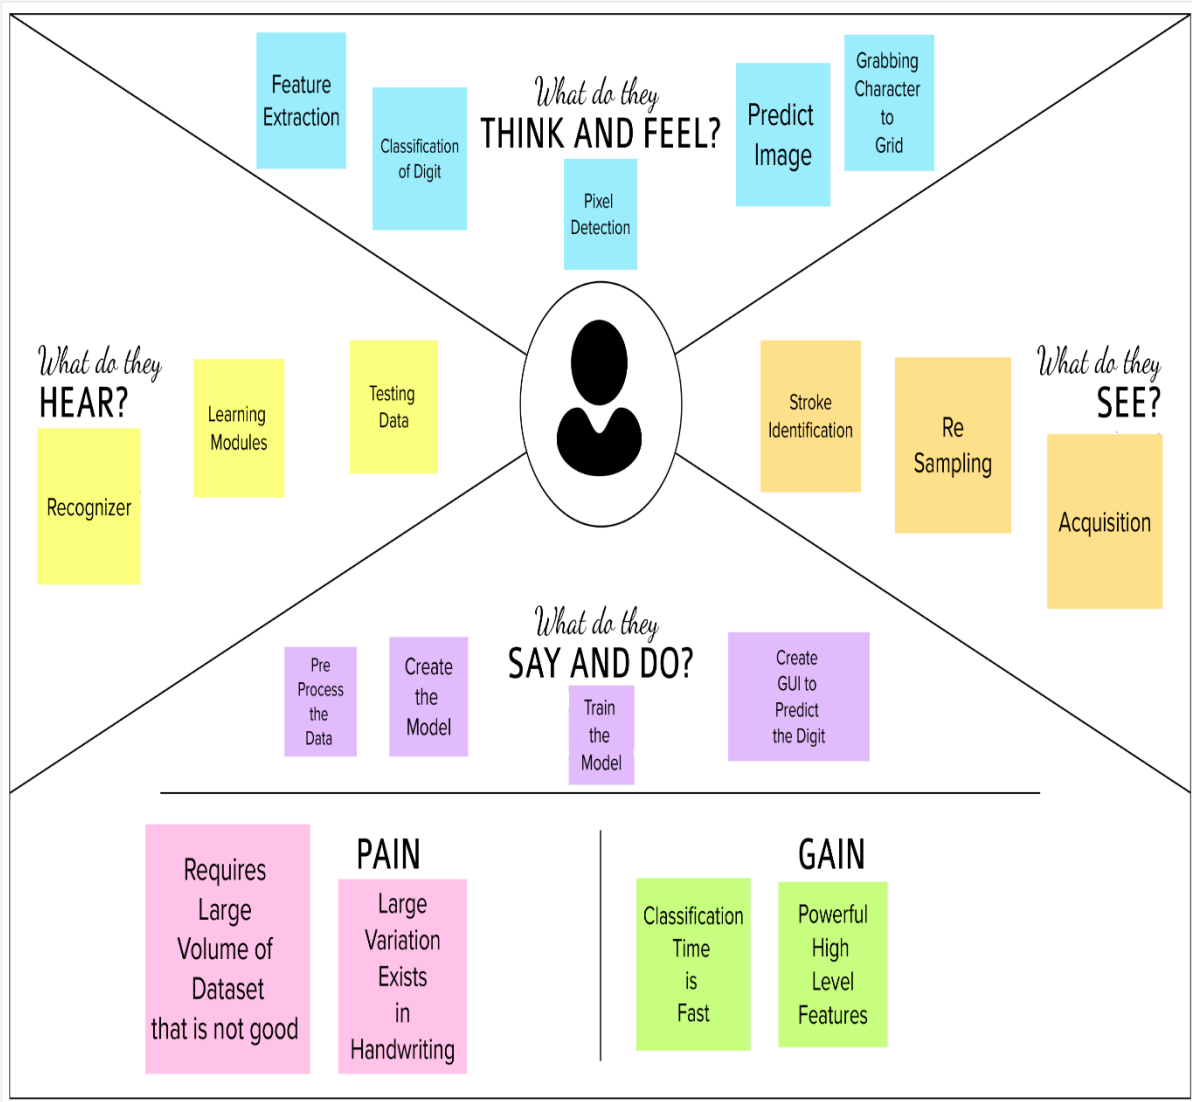 Feature
Extraction
Classification
of Digit
What do they
THINK AND FEEL?
Pixel
Detection
Predict
Image
Grabbing
Character
to
Grid
What do they
HEAR?
Recognizer
Learning
Modules
Testing
Data
Stroke
Identification
Re
Sampling
What do they
SEE?
Acquisition
What do they
SAY AND DO?
Pre
Process
the
Data
Create
the
Model
Train
the
Model
Create
GUI to
Predict
the Digit
PAIN
Requires
Large
Volume of
Dataset
that is not good
Large
Variation
Exists
in
Handwriting
GAIN
Classification
Time
is
Fast
Powerful
High
Level
Features